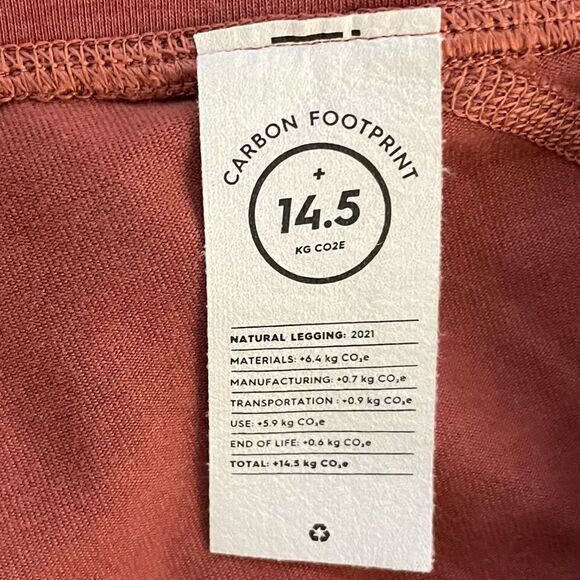 CARBON FOOTPRINT
+
14.5
KG CO2E
NATURAL LEGGING: 2021
MATERIALS: +6.4 kg CO₂e
MANUFACTURING: +0.7 kg CO₂e
TRANSPORTATION : +0.9 kg CO₂e
USE: +5.9 kg CO₂e
END OF LIFE: +0.6 kg CO₂e
TOTAL: +14.5 kg CO₂e